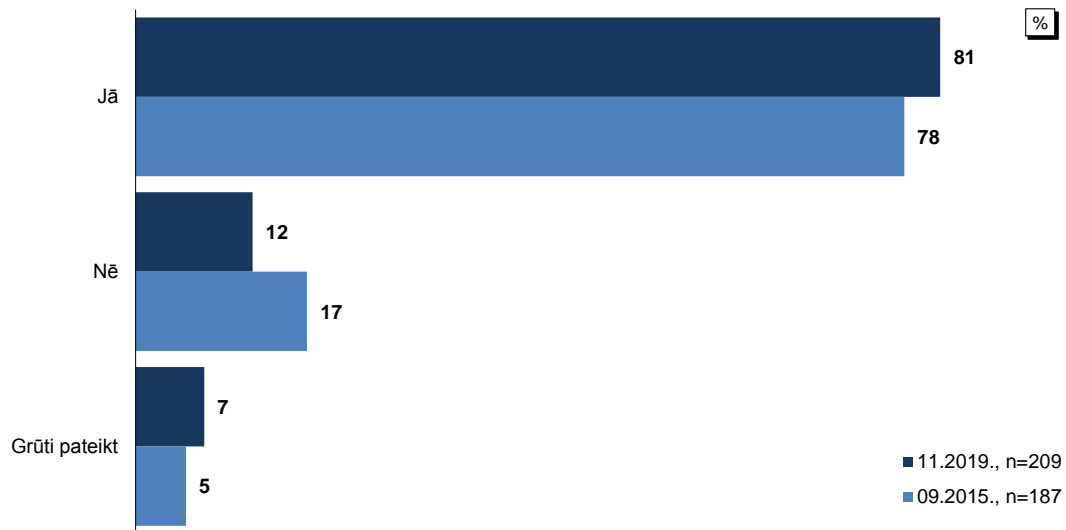 %
81
Jā
78
12
Nē
17
7
Grūti pateikt
5
11.2019., n=209
09.2015., n=187